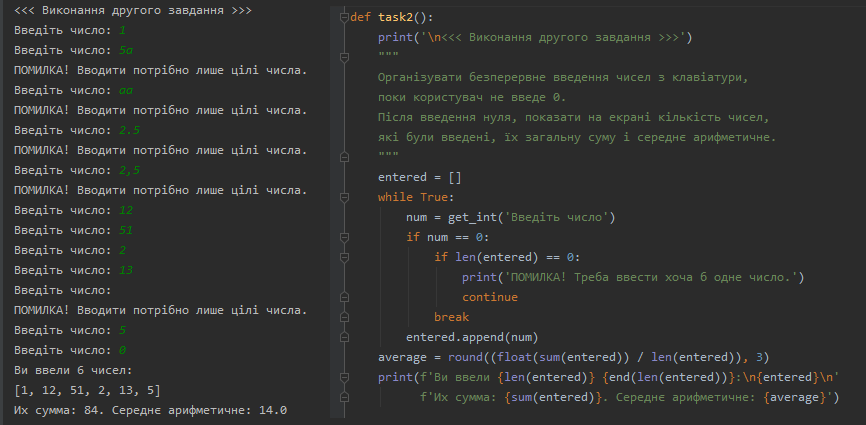 <<< Виконання другого завдання >>>
Введіть число: 1
Введіть число: 5a
ПОМИЛКА! Вводити потрібно лише цілі числа.
Введіть число: aa
ПОМИЛКА! Вводити потрібно лише цілі числа.
Введіть число: 2.5
ПОМИЛКА! Вводити потрібно лише цілі числа.
Введіть число: 2,5
ПОМИЛКА! Вводити потрібно лише цілі числа.
Введіть число: 12
Введіть число: 51
Введіть число: 2
Введіть число: 13
Введіть число:
ПОМИЛКА! Вводити потрібно лише цілі числа.
Введіть число: 5
Введіть число: 0
Ви ввели 6 чисел:
[1, 12, 51, 2, 13, 5]
Их сумма: 84. Середнє арифметичне: 14.0
def task2():
    print('\n<<< Виконання другого завдання >>>')
    """
    Організувати безперервне введення чисел з клавіатури,
    поки користувач не введе 0.
    Після введення нуля, показати на екрані кількість чисел,
    які були введені, їх загальну суму і середнє арифметичне.
    """
    entered = []
    while True:
        num = get_int('Введіть число')
        if num == 0:
            if len(entered) == 0:
                print('ПОМИЛКА! Треба ввести хоча б одне число.')
                continue
            break
        entered.append(num)
    average = round((float(sum(entered)) / len(entered)), 3)
    print(f'Ви ввели {len(entered)} {end(len(entered))}:\n{entered}\n'
          f'Их сумма: {sum(entered)}. Середнє арифметичне: {average}')